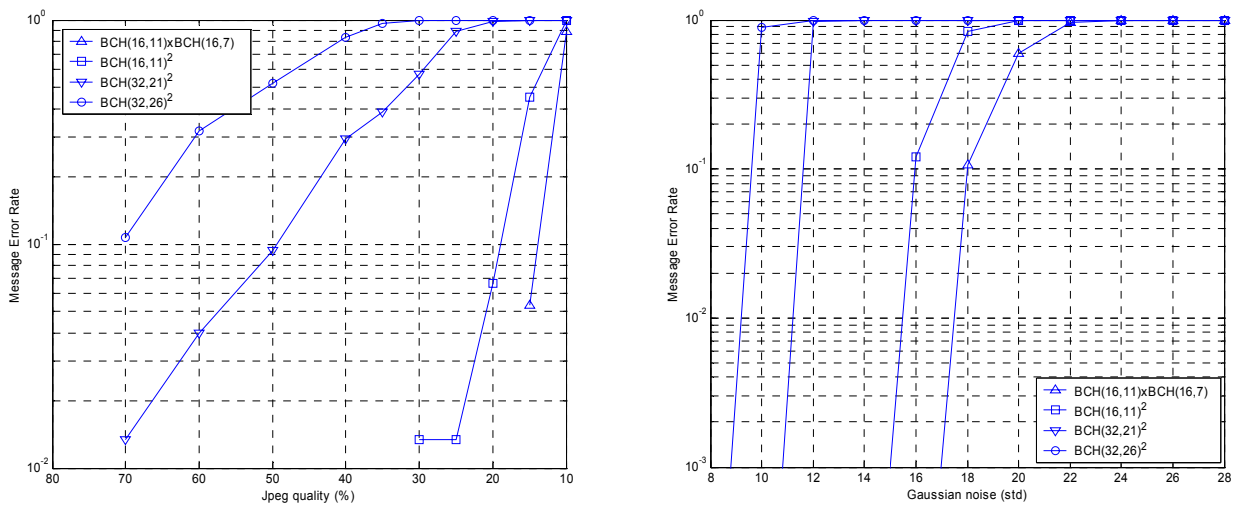 BCH(16,11)xBCH(16,7)
BCH(16,11)²
BCH(32,21)²
BCH(32,26)²
Message Error Rate
10⁰
10⁻¹
10⁻²
80 70 60 50 40 30 20 10
Jpeg quality (%)
BCH(16,11)xBCH(16,7)
BCH(16,11)²
BCH(32,21)²
BCH(32,26)²
Message Error Rate
10⁰
10⁻¹
10⁻²
10⁻³
8 10 12 14 16 18 20 22 24 26 28
Gaussian noise (std)